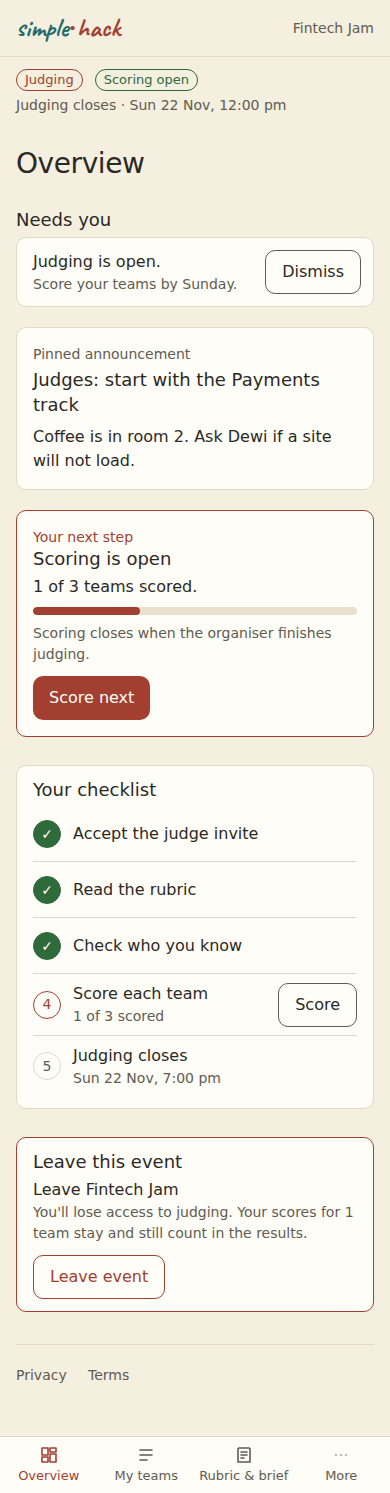 simple·hack
Fintech Jam
Judging
Scoring open
Judging closes · Sun 22 Nov, 12:00 pm
Overview
Needs you
Judging is open.
Score your teams by Sunday.
Dismiss
Pinned announcement
Judges: start with the Payments
track
Coffee is in room 2. Ask Dewi if a site
will not load.
Your next step
Scoring is open
1 of 3 teams scored.
Scoring closes when the organiser finishes
judging.
Score next
Your checklist
✓ Accept the judge invite
✓ Read the rubric
✓ Check who you know
4 Score each team
1 of 3 scored
Score
5 Judging closes
Sun 22 Nov, 7:00 pm
Leave this event
Leave Fintech Jam
You'll lose access to judging. Your scores for 1
team stay and still count in the results.
Leave event
Privacy Terms
Overview My teams Rubric & brief More